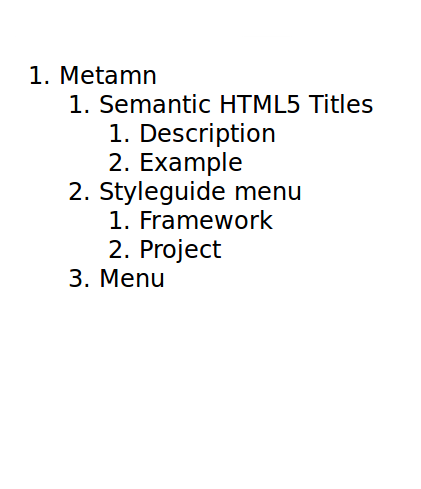 1. Metamn
1. Semantic HTML5 Titles
1. Description
2. Example
2. Styleguide menu
1. Framework
2. Project
3. Menu